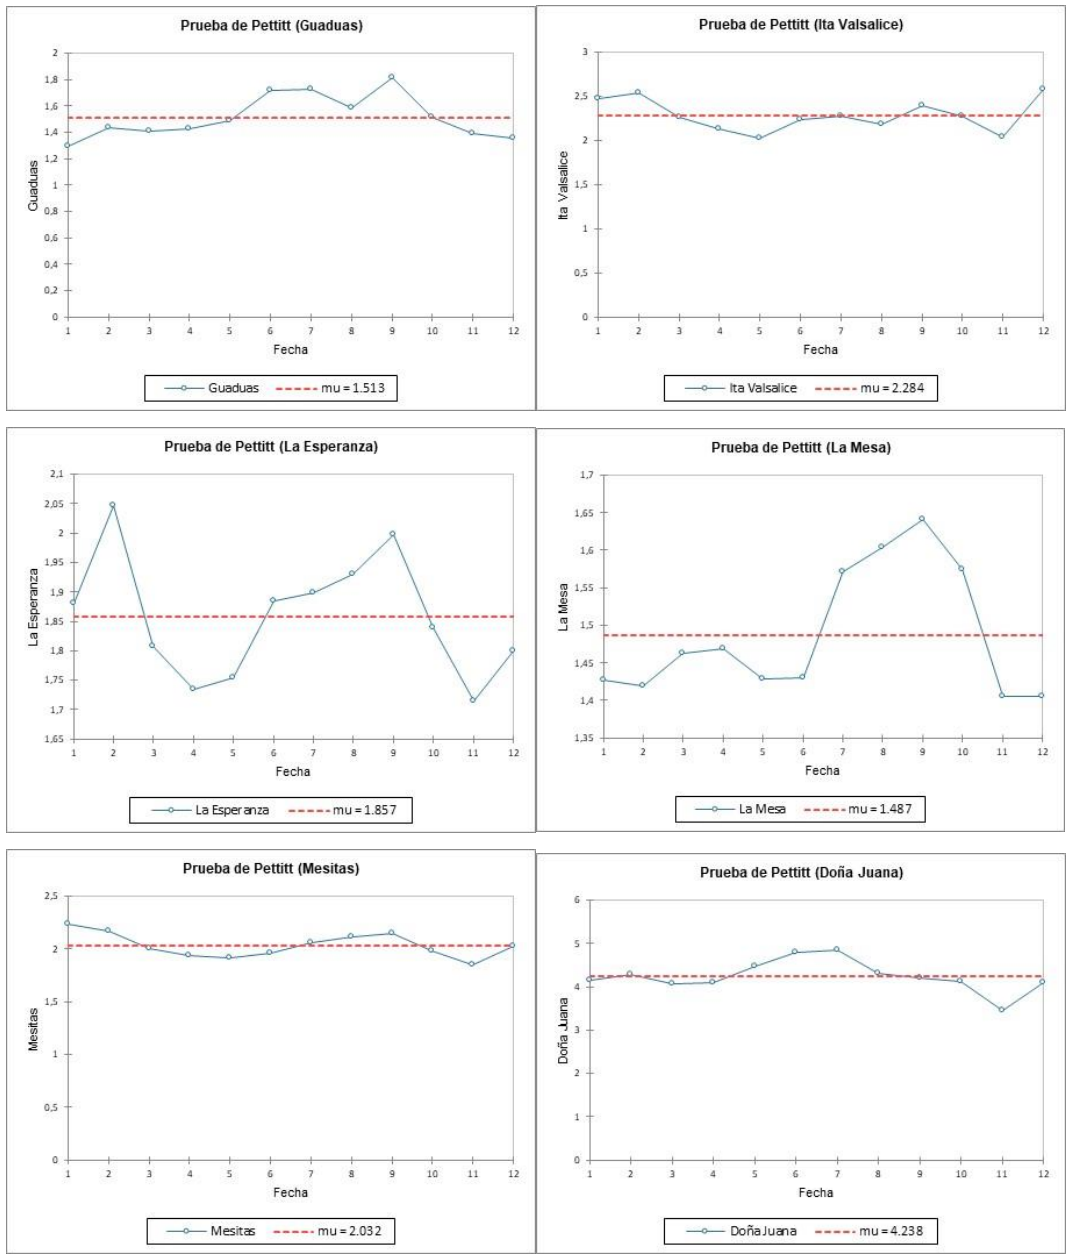 Prueba de Pettitt (Guaduas)
2
1,8
1,6
1,4
1,2
1
0,8
0,6
0,4
0,2
0
Guaduas
1 2 3 4 5 6 7 8 9 10 11 12
Fecha
Guaduas mu = 1.513
Prueba de Pettitt (Ita Valsalice)
3
2,5
2
1,5
1
0,5
0
Ita Valsalice
1 2 3 4 5 6 7 8 9 10 11 12
Fecha
Ita Valsalice mu = 2.284
Prueba de Pettitt (La Esperanza)
2,1
2,05
2
1,95
1,9
1,85
1,8
1,75
1,7
1,65
La Esperanza
1 2 3 4 5 6 7 8 9 10 11 12
Fecha
La Esperanza mu = 1.857
Prueba de Pettitt (La Mesa)
1,7
1,65
1,6
1,55
1,5
1,45
1,4
1,35
La Mesa
1 2 3 4 5 6 7 8 9 10 11 12
Fecha
La Mesa mu = 1.487
Prueba de Pettitt (Mesitas)
2,5
2
1,5
1
0,5
0
Mesitas
1 2 3 4 5 6 7 8 9 10 11 12
Fecha
Mesitas mu = 2.032
Prueba de Pettitt (Doña Juana)
6
5
4
3
2
1
0
Doña Juana
1 2 3 4 5 6 7 8 9 10 11 12
Fecha
Doña Juana mu = 4.238